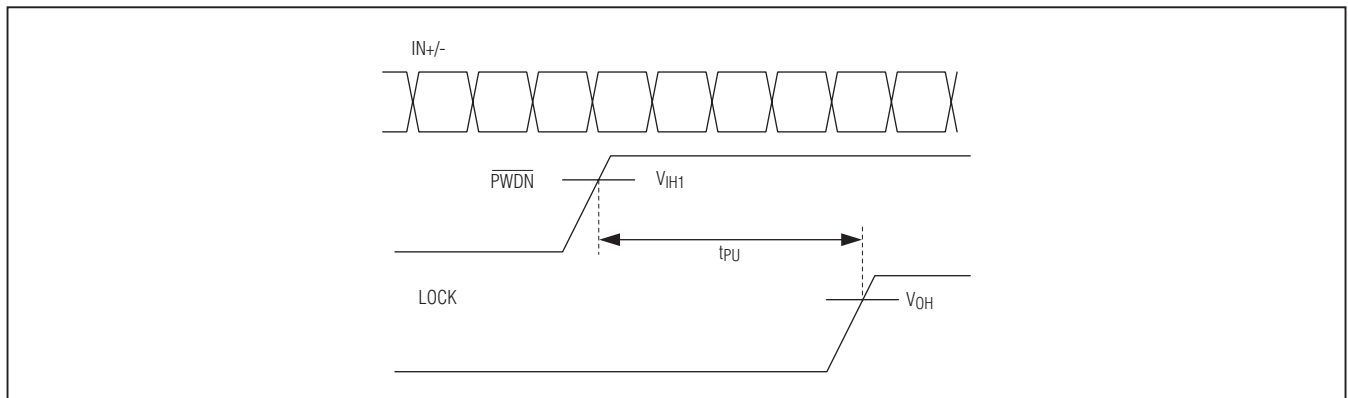 IN+/-
PWDN
VIH1
tPU
LOCK
VOH